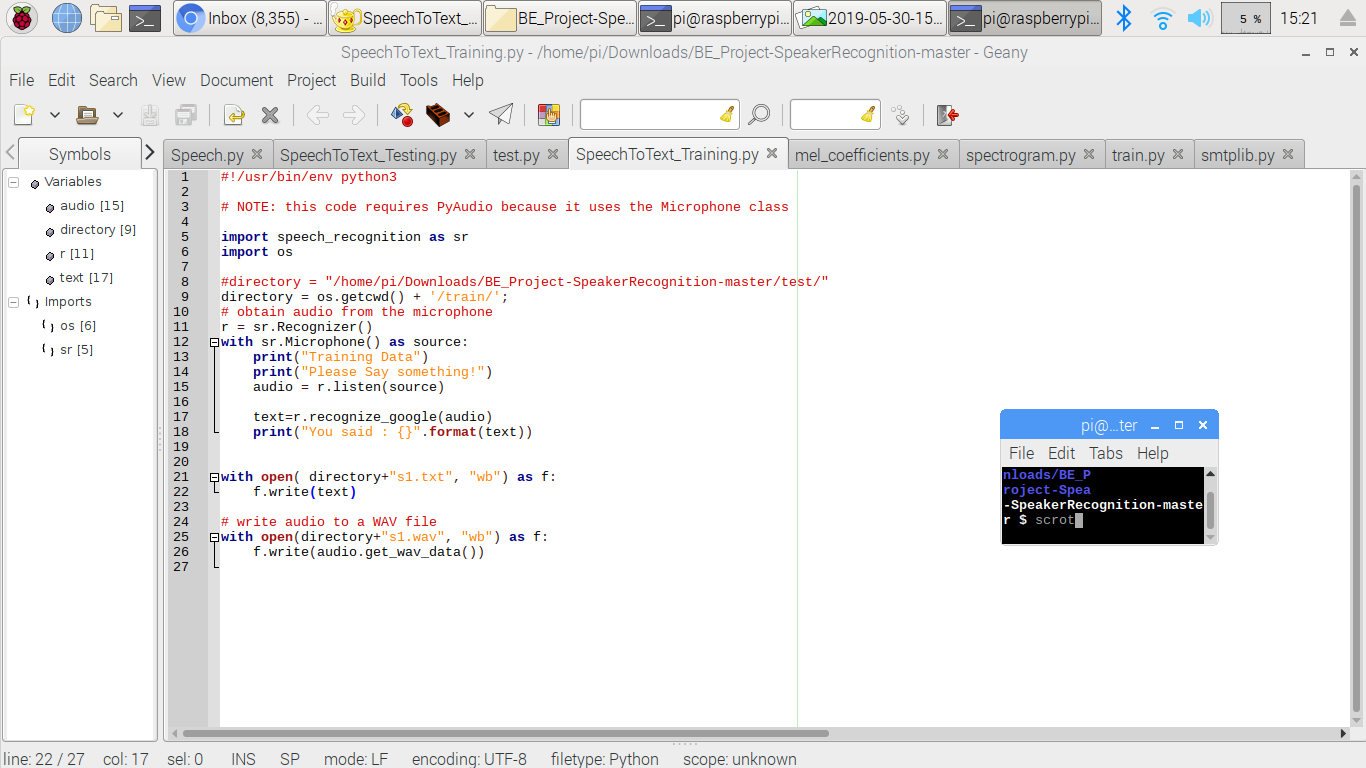 Inbox (8,355) - ...
SpeechToText_...
BE_Project-Spe...
pi@raspberrypi...
2019-05-30-15...
pi@raspberrypi...
5 %
15:21
SpeechToText_Training.py - /home/pi/Downloads/BE_Project-SpeakerRecognition-master - Geany
File Edit Search View Document Project Build Tools Help
Symbols
Speech.py SpeechToText_Testing.py test.py SpeechToText_Training.py mel_coefficients.py spectrogram.py train.py smtplib.py
Variables
audio [15]
directory [9]
r [11]
text [17]
Imports
os [6]
sr [5]
1 #!/usr/bin/env python3
2
3 # NOTE: this code requires PyAudio because it uses the Microphone class
4
5 import speech_recognition as sr
6 import os
7
8 #directory = "/home/pi/Downloads/BE_Project-SpeakerRecognition-master/test/"
9 directory = os.getcwd() + '/train/';
10 # obtain audio from the microphone
11 r = sr.Recognizer()
12 with sr.Microphone() as source:
13     print("Training Data")
14     print("Please Say something!")
15     audio = r.listen(source)
16
17     text=r.recognize_google(audio)
18     print("You said : {}".format(text))
19
20
21 with open( directory+"s1.txt", "wb") as f:
22     f.write(text)
23
24 # write audio to a WAV file
25 with open(directory+"s1.wav", "wb") as f:
26     f.write(audio.get_wav_data())
27
pi@...ter
File Edit Tabs Help
nloads/BE_P
roject-Spea
-SpeakerRecognition-maste
r $ scrot
line: 22 / 27 col: 17 sel: 0 INS SP mode: LF encoding: UTF-8 filetype: Python scope: unknown